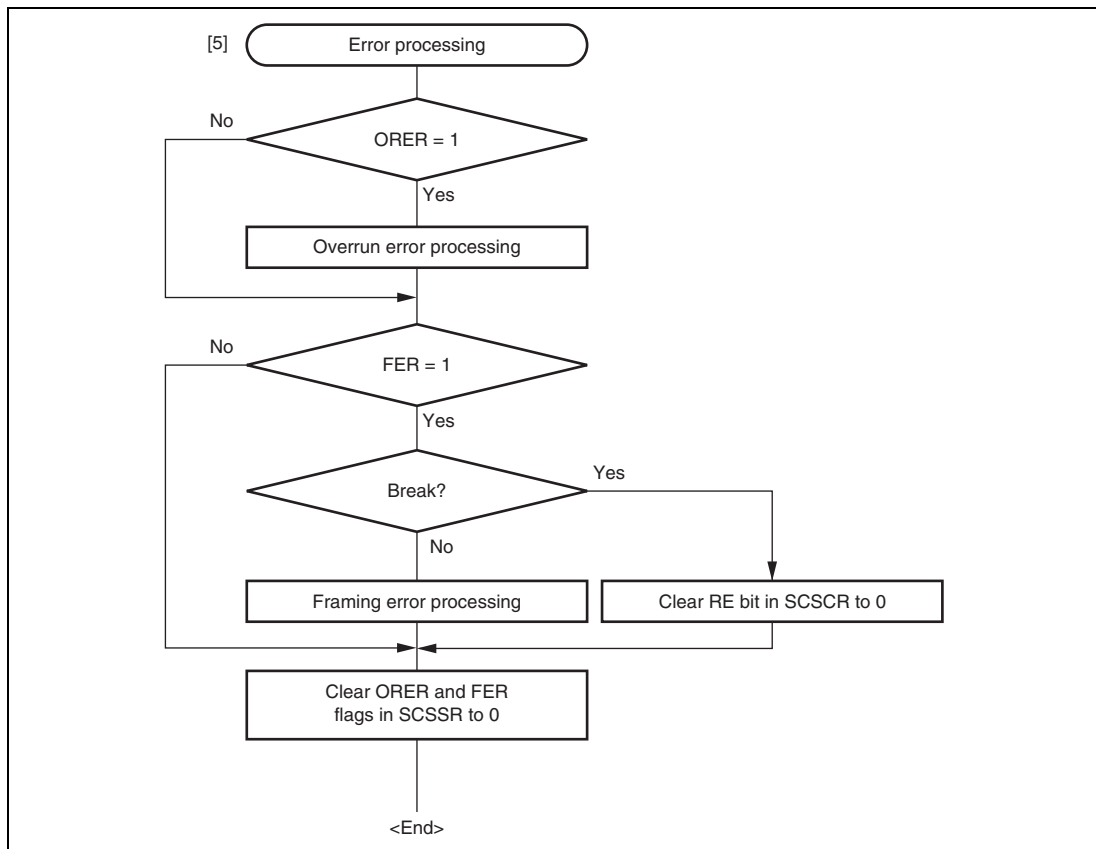 [5] Error processing
No
ORER = 1
Yes
Overrun error processing
No
FER = 1
Yes
Yes
Break?
No
Framing error processing
Clear RE bit in SCSCR to 0
Clear ORER and FER
flags in SCSSR to 0
<End>